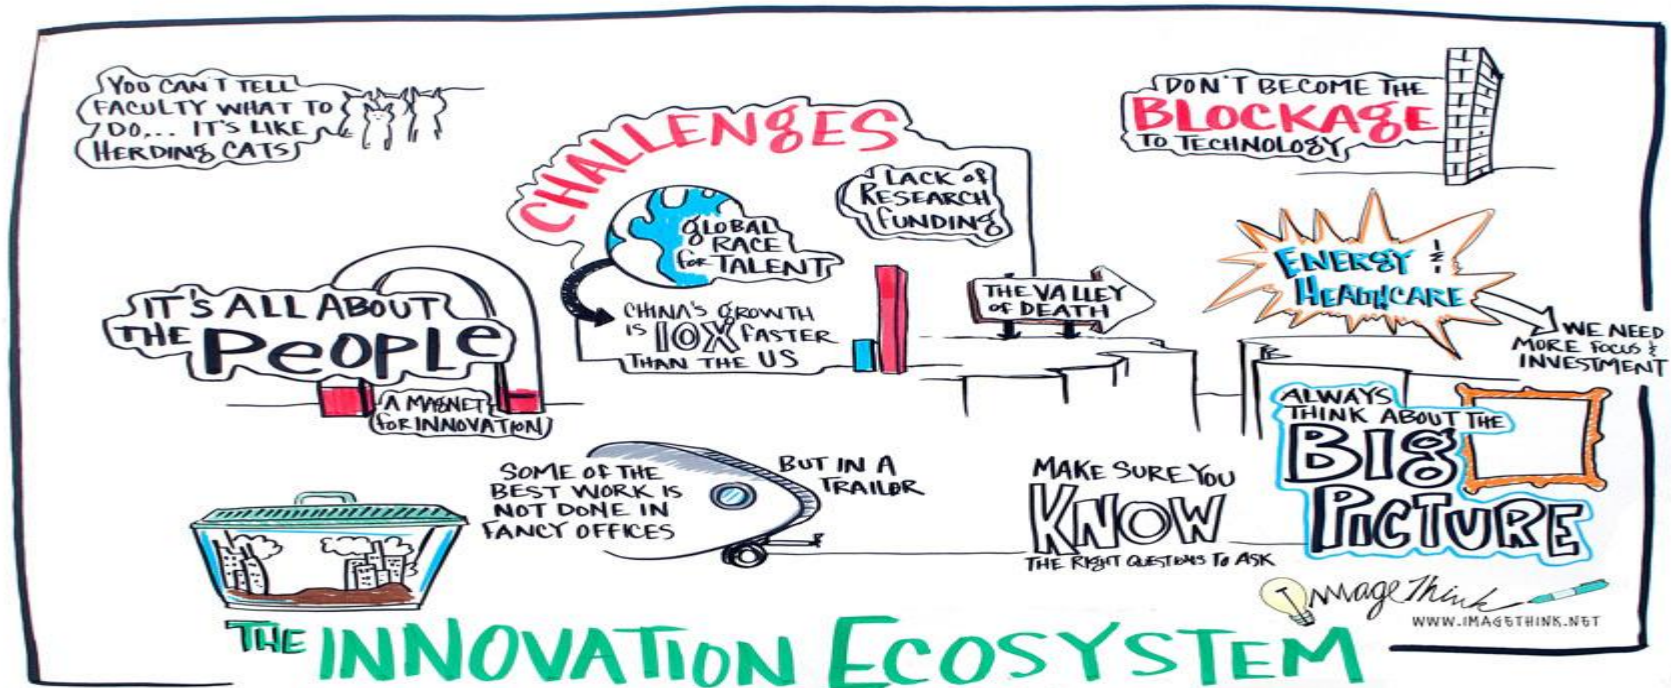 YOU CAN'T TELL
FACULTY WHAT TO
DO... IT'S LIKE
HERDING CATS
CHALLENGES
GLOBAL
RACE
for TALENT
LACK of
RESEARCH
FUNDING
CHINA'S GROWTH
IS 10X FASTER
THAN THE US
THE VALLEY
of DEATH
DON'T BECOME THE
BLOCKAGE
TO TECHNOLOGY
ENERGY &
HEALTHCARE
WE NEED
MORE FOCUS &
INVESTMENT
IT'S ALL ABOUT
THE PEOPLE
A MAGNET
for INNOVATION
SOME OF THE
BEST WORK IS
NOT DONE IN
FANCY OFFICES
BUT IN A
TRAILOR
MAKE SURE YOU
KNOW
THE RIGHT QUESTIONS TO ASK
ALWAYS
THINK ABOUT THE
BIG
PICTURE
ImageThink
WWW.IMAGETHINK.NET
THE INNOVATION ECOSYSTEM